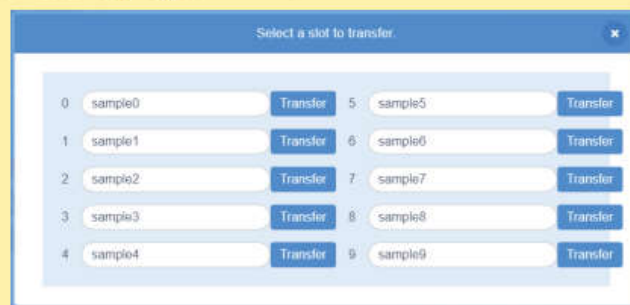 Select a slot to transfer.
0 sample0 Transfer 5 sample5 Transfer
1 sample1 Transfer 6 sample6 Transfer
2 sample2 Transfer 7 sample7 Transfer
3 sample3 Transfer 8 sample8 Transfer
4 sample4 Transfer 9 sample9 Transfer